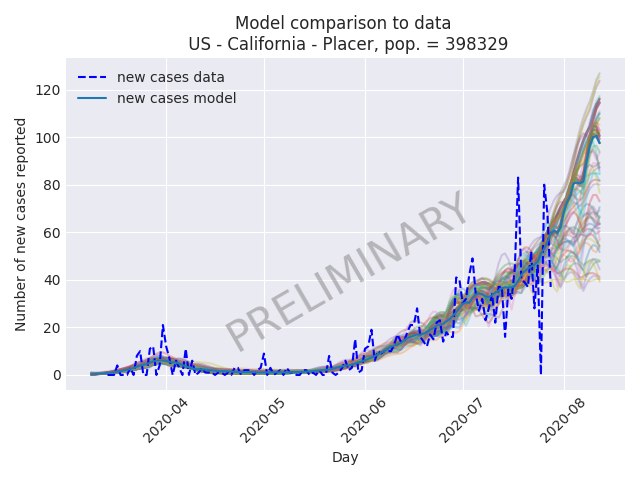 Model comparison to data
US - California - Placer, pop. = 398329
new cases data
new cases model
120
100
80
60
40
20
0
Number of new cases reported
PRELIMINARY
2020-04
2020-05
2020-06
2020-07
2020-08
Day